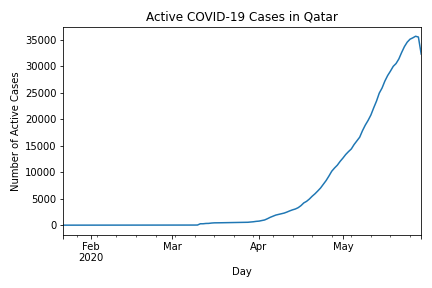 Active COVID-19 Cases in Qatar
Number of Active Cases
35000
30000
25000
20000
15000
10000
5000
0
Feb
2020
Mar
Apr
May
Day